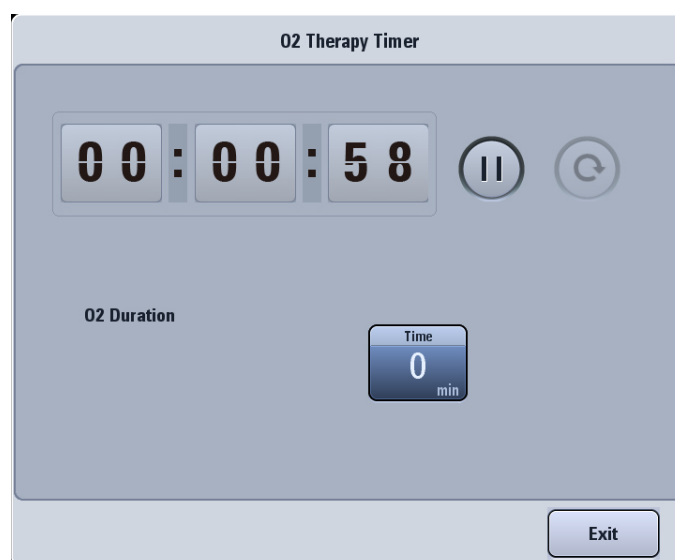 O2 Therapy Timer
00:00:58
O2 Duration
Time
0
min
Exit